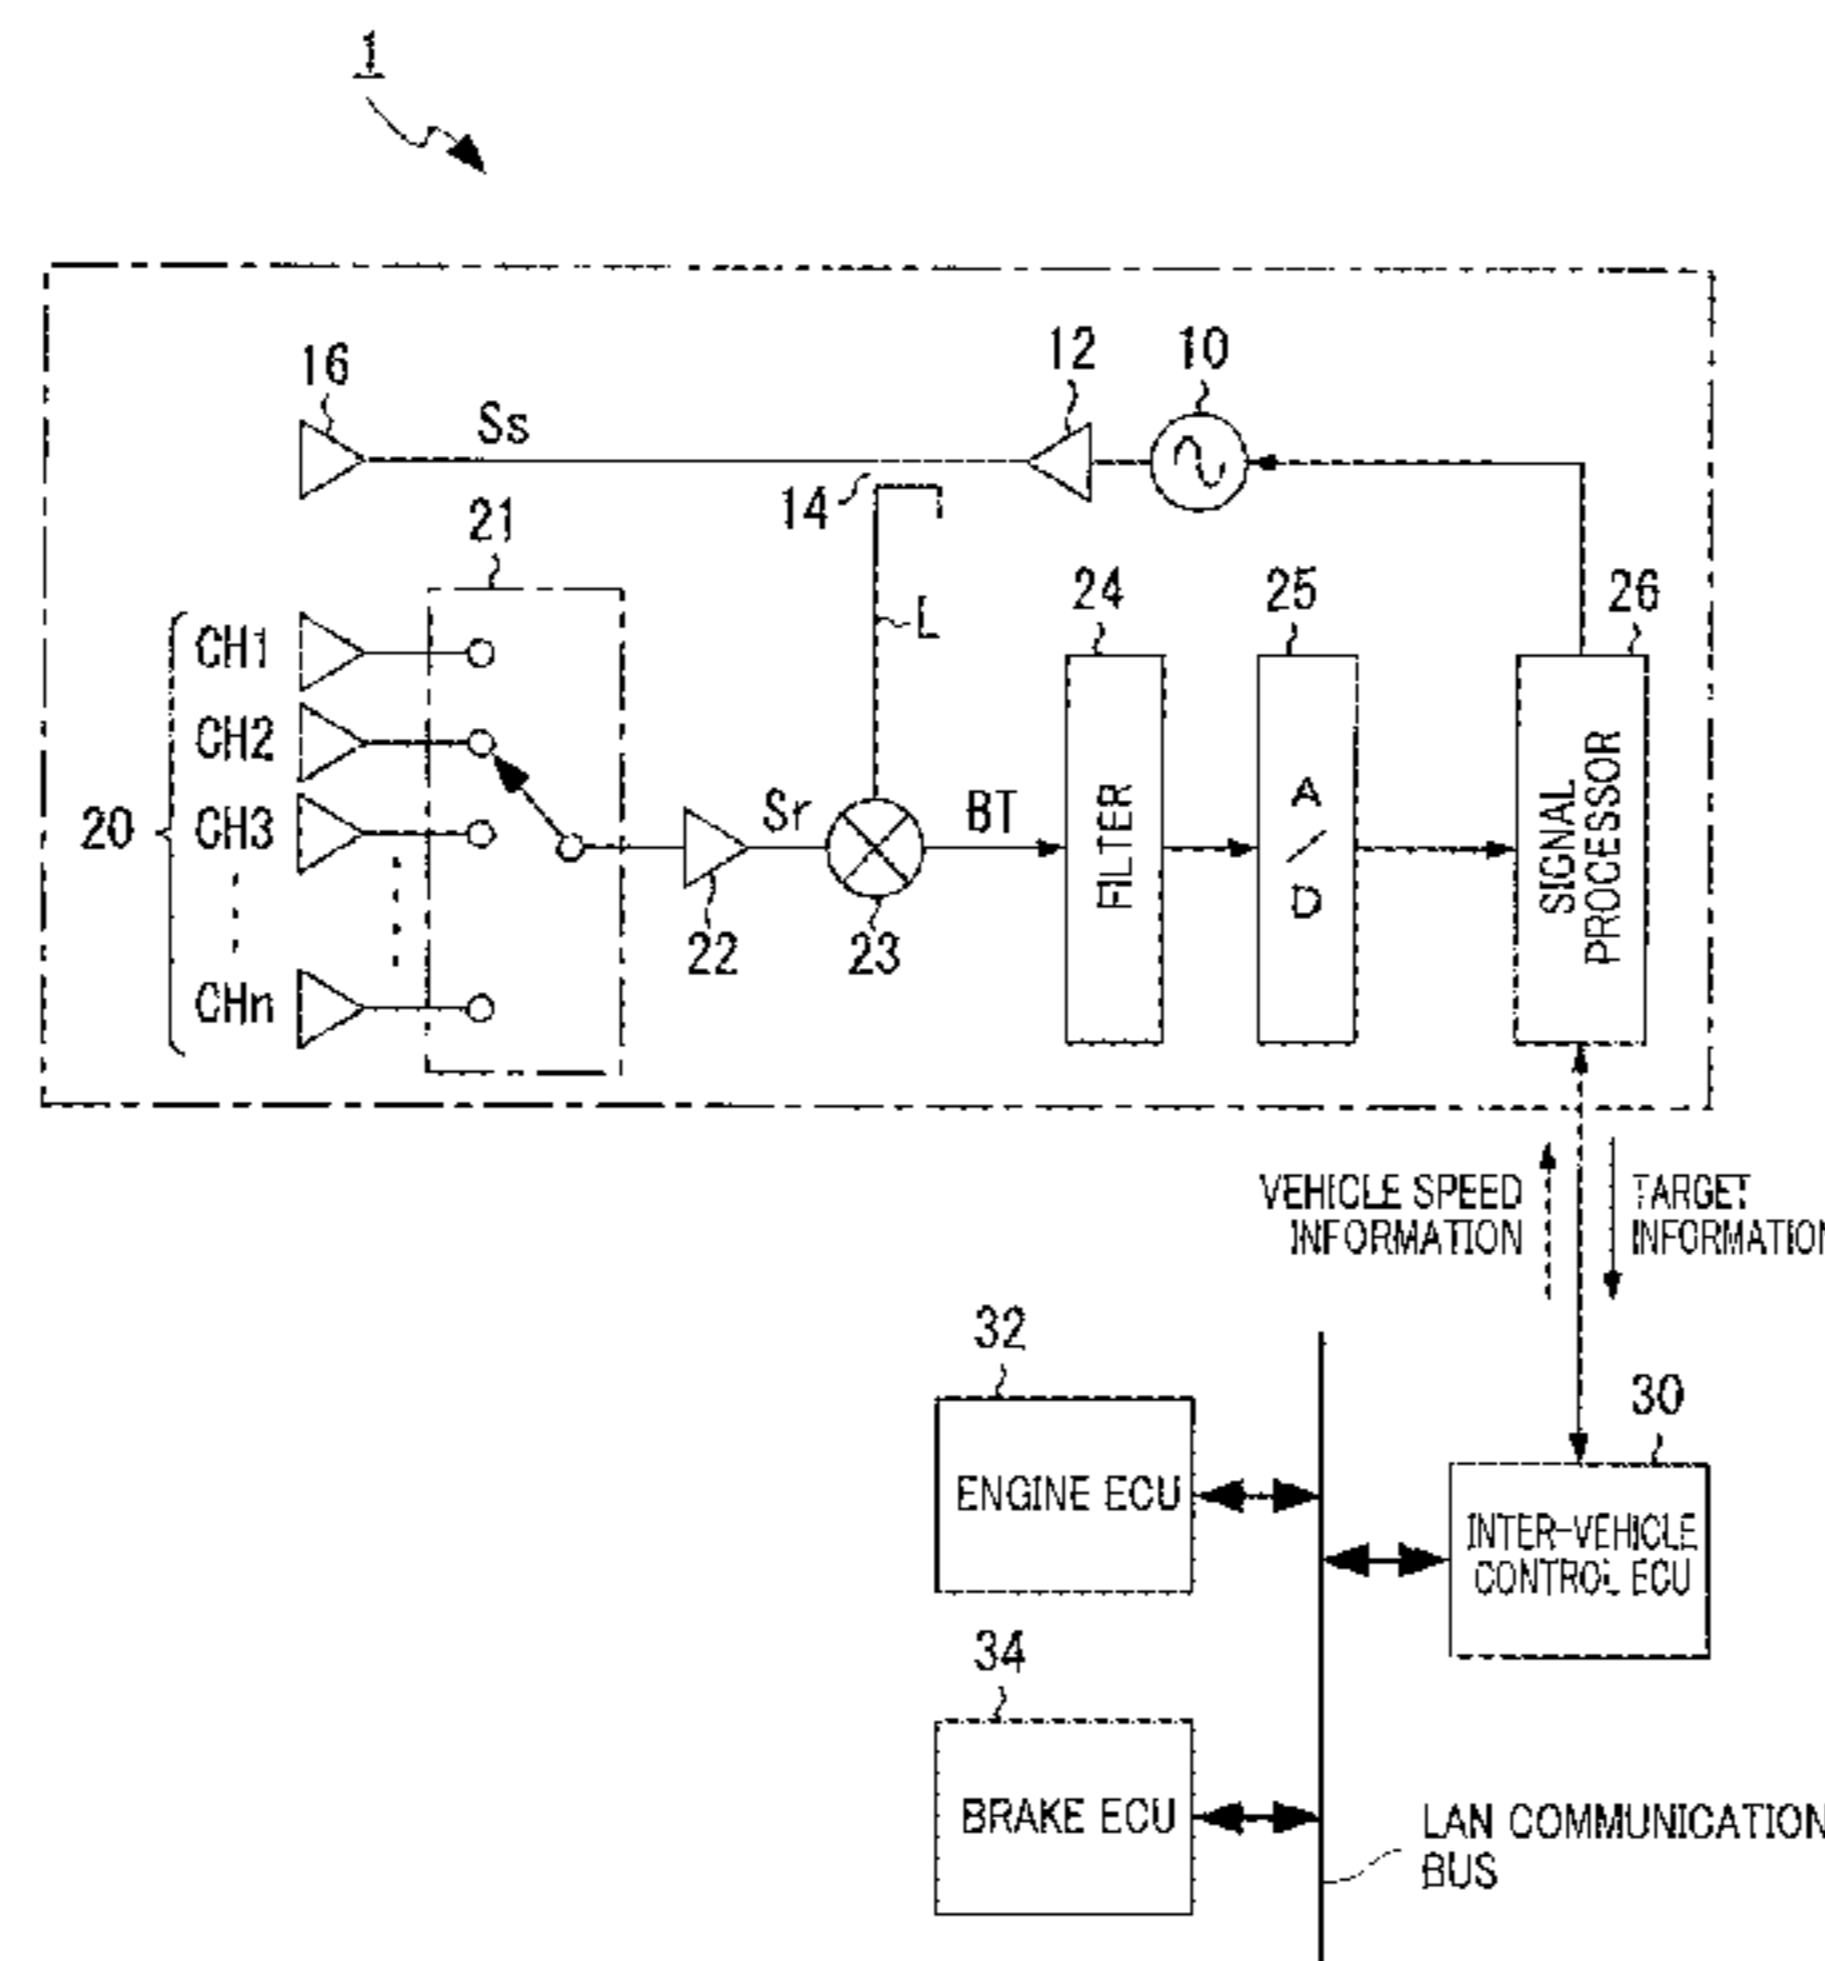 1
16
Ss
12
10
14
21
L
24
25
26
CH1
CH2
20
CH3
CHn
Sr
BT
22
23
FILTER
A/D
SIGNAL
PROCESSOR
VEHICLE SPEED
INFORMATION
TARGET
INFORMATION
32
ENGINE ECU
30
INTER-VEHICLE
CONTROL ECU
34
BRAKE ECU
LAN COMMUNICATION
BUS